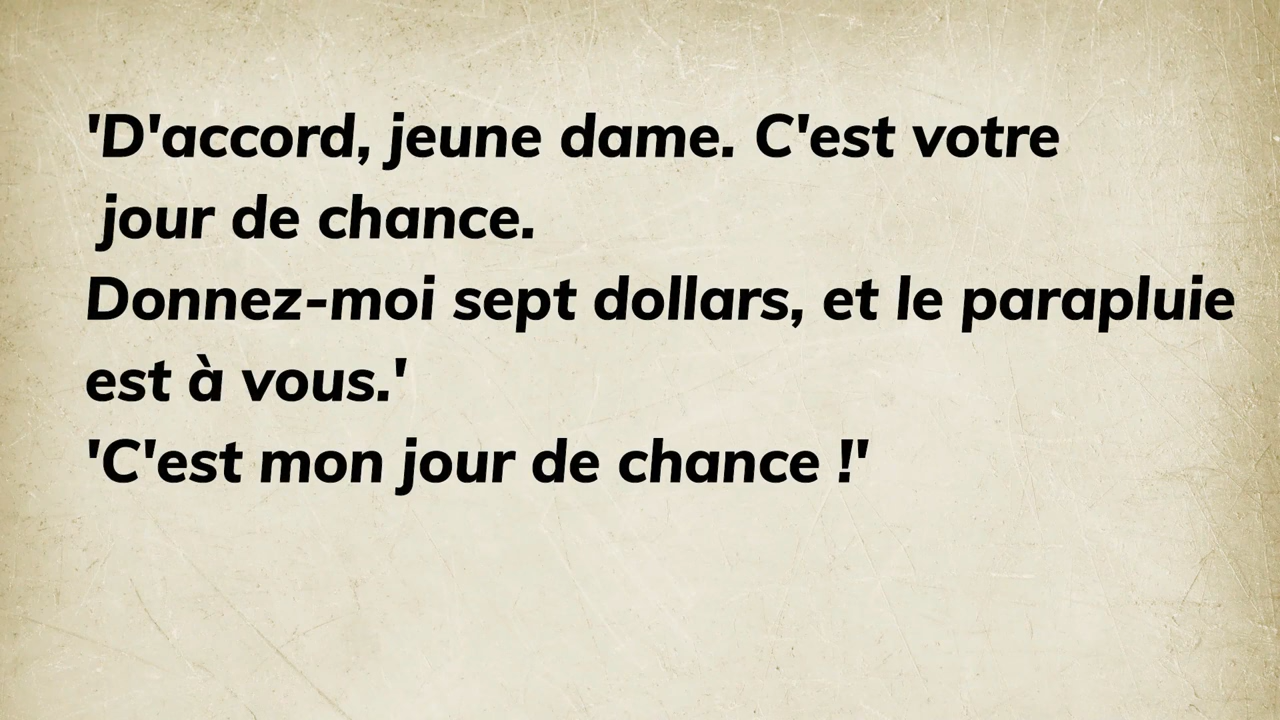 'D'accord, jeune dame. C'est votre
jour de chance.
Donnez-moi sept dollars, et le parapluie
est à vous.'
'C'est mon jour de chance !'